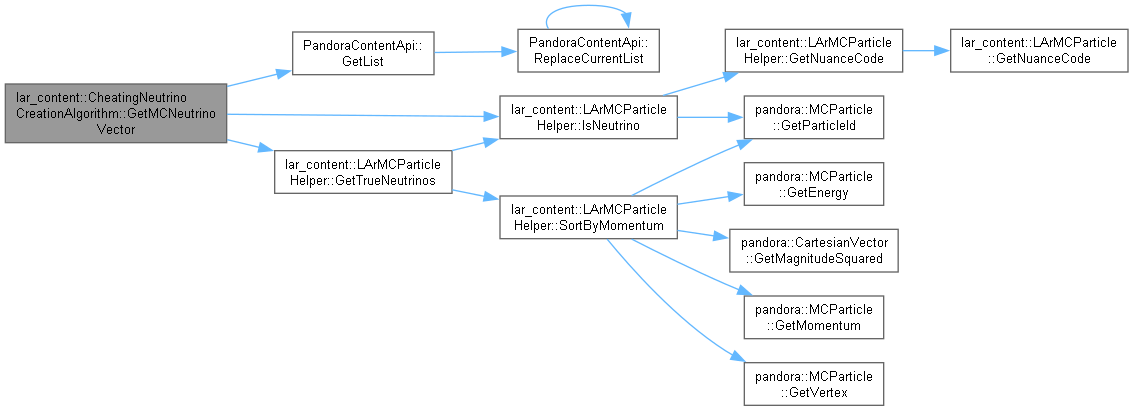 lar_content::CheatingNeutrino
CreationAlgorithm::GetMCNeutrino
Vector
PandoraContentApi::
GetList
PandoraContentApi::
ReplaceCurrentList
lar_content::LArMCParticle
Helper::IsNeutrino
lar_content::LArMCParticle
Helper::GetNuanceCode
lar_content::LArMCParticle
::GetNuanceCode
pandora::MCParticle
::GetParticleId
lar_content::LArMCParticle
Helper::GetTrueNeutrinos
lar_content::LArMCParticle
Helper::SortByMomentum
pandora::MCParticle
::GetEnergy
pandora::CartesianVector
::GetMagnitudeSquared
pandora::MCParticle
::GetMomentum
pandora::MCParticle
::GetVertex